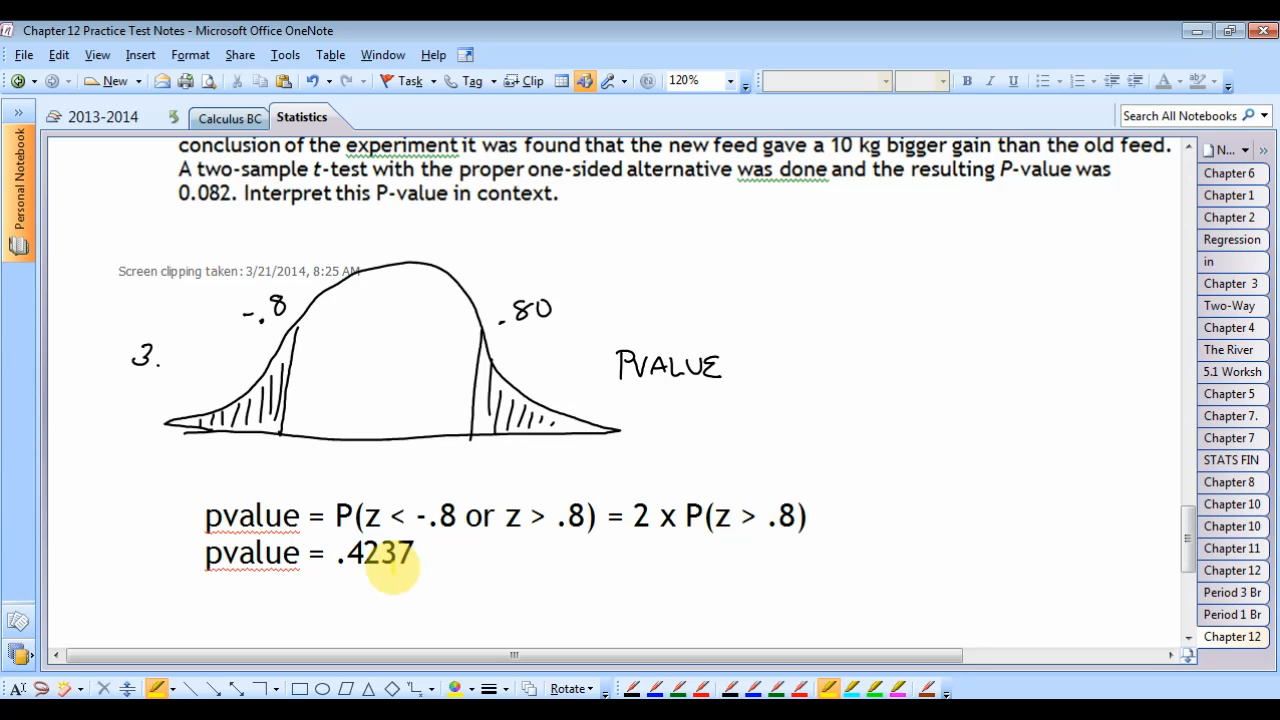 Chapter 12 Practice Test Notes - Microsoft Office OneNote
File Edit View Insert Format Share Tools Table Window Help
New Task Tag Clip 120% B I U A ab
2013-2014 Calculus BC Statistics Search All Notebooks
Personal Notebook
conclusion of the experiment it was found that the new feed gave a 10 kg bigger gain than the old feed.
A two-sample t-test with the proper one-sided alternative was done and the resulting P-value was
0.082. Interpret this P-value in context.
Screen clipping taken: 3/21/2014, 8:25 AM
-.8 .80
3. PVALUE
pvalue = P(z < -.8 or z > .8) = 2 x P(z > .8)
pvalue = .4237
N...
Chapter 6
Chapter 1
Chapter 2
Regression
in
Chapter 3
Two-Way
Chapter 4
The River
5.1 Worksh
Chapter 5
Chapter 7.
Chapter 7
STATS FIN
Chapter 8
Chapter 10
Chapter 10
Chapter 11
Chapter 12
Period 3 Br
Period 1 Br
Chapter 12
Rotate